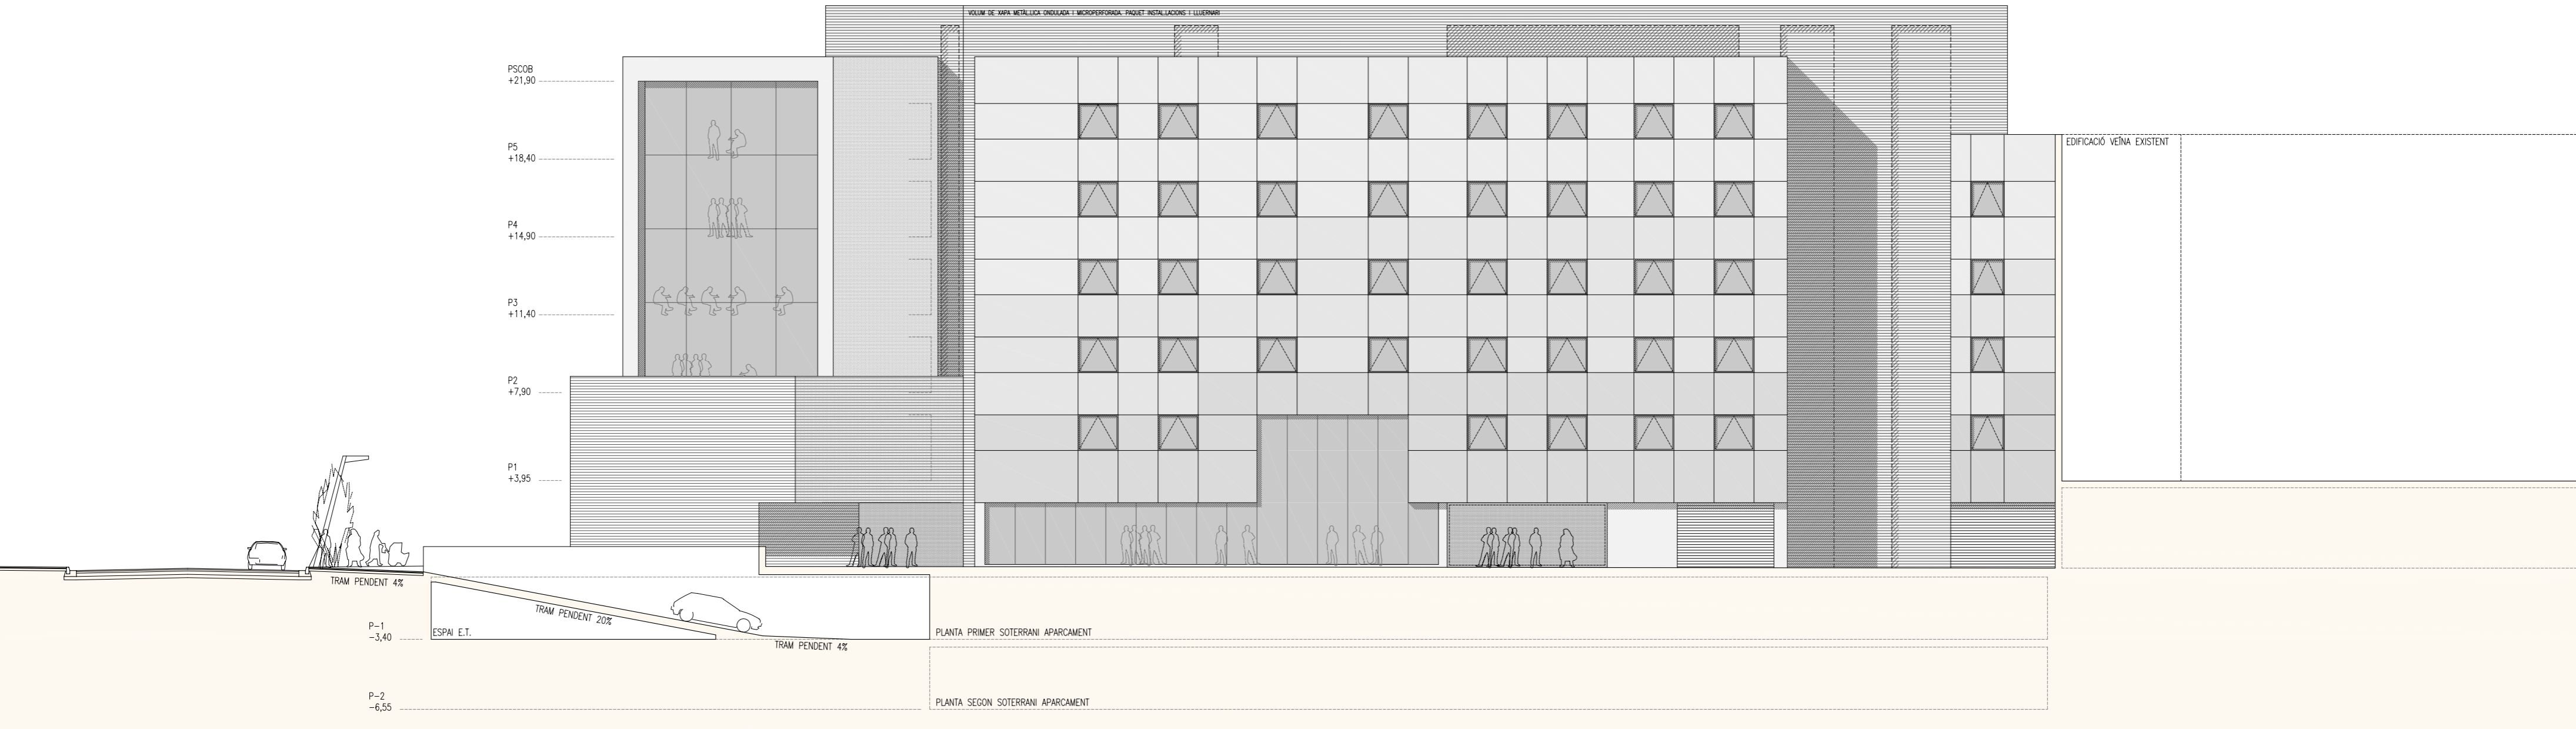 VOLUM DE XAPA METÀL.LICA ONDULADA I MICROPERFORADA. PAQUET INSTAL.LACIONS I LLUERNARI
PSCOB
+21,90
EDIFICACIÓ VEÏNA EXISTENT
P5
+18,40
P4
+14,90
P3
+11,40
P2
+7,90
P1
+3,95
TRAM PENDENT 4%
TRAM PENDENT 20%
P-1
-3,40
ESPAI E.T.
PLANTA PRIMER SOTERRANI APARCAMENT
TRAM PENDENT 4%
P-2
-6,55
PLANTA SEGON SOTERRANI APARCAMENT